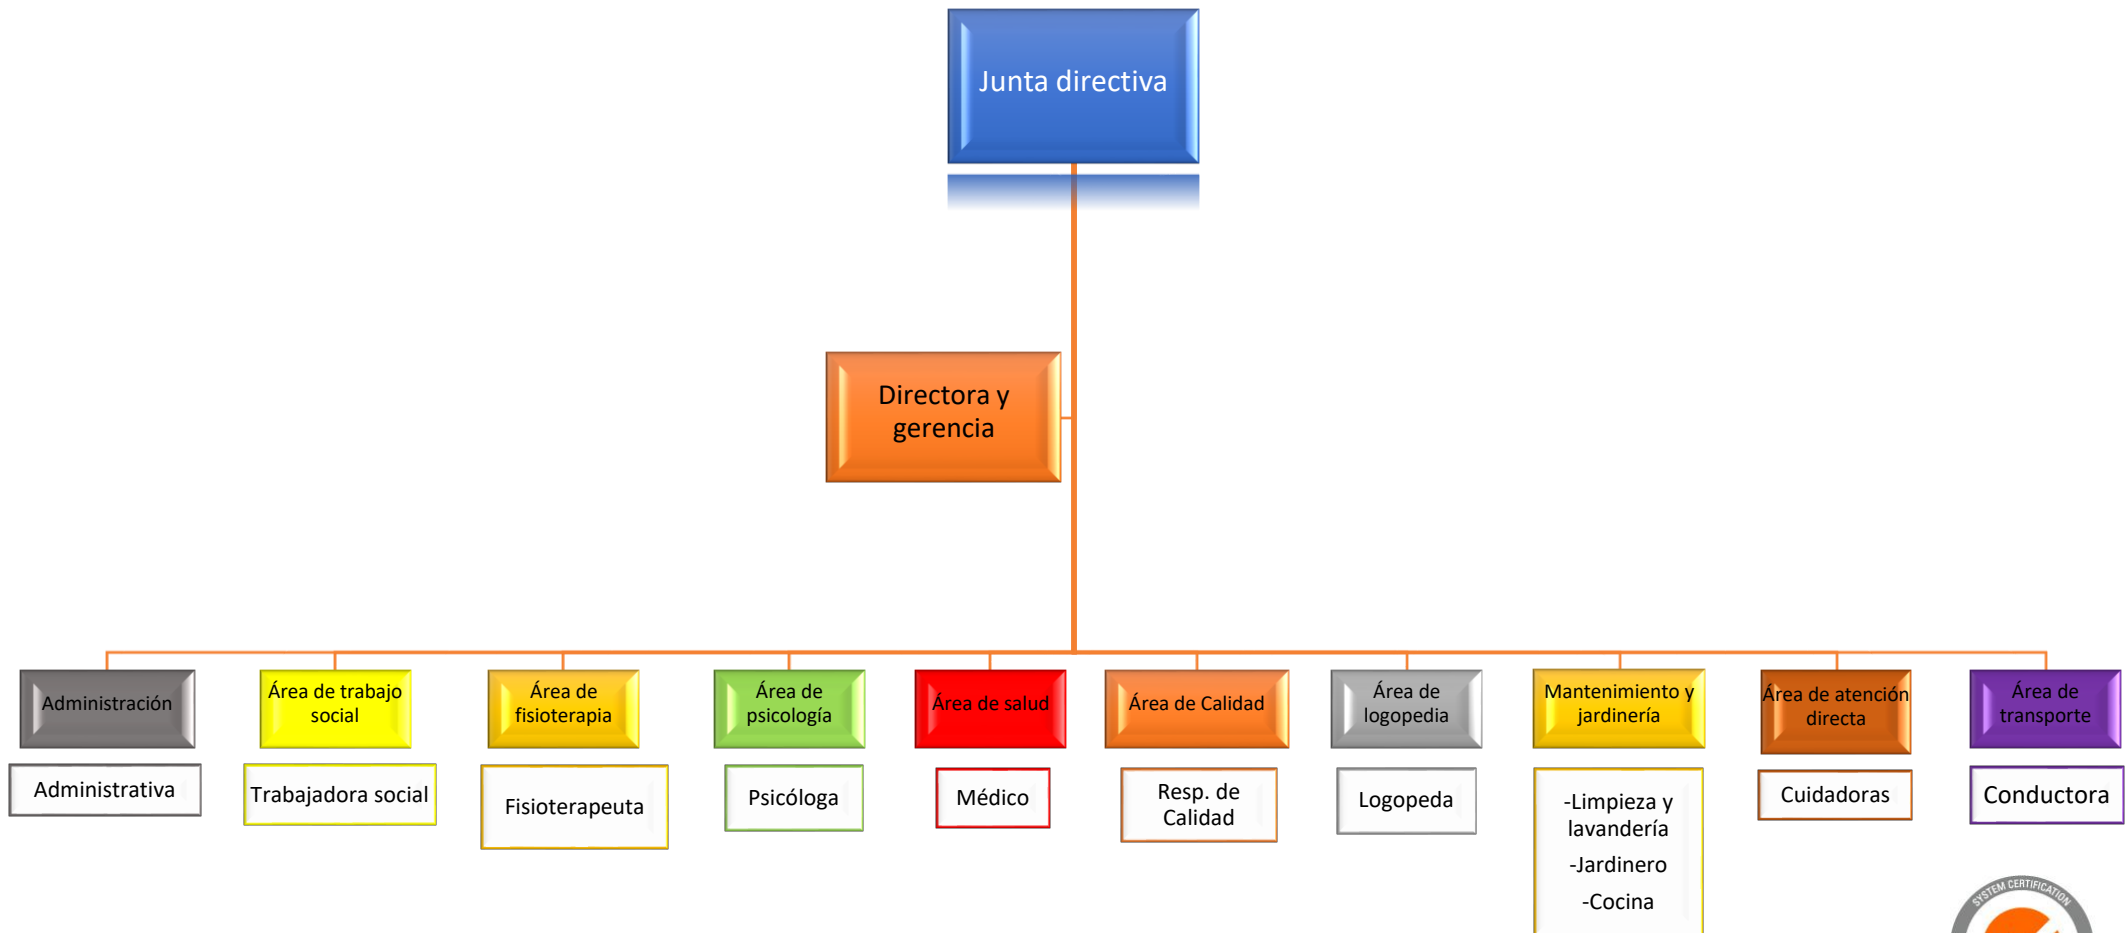 Junta directiva
Directora y
gerencia
Administración
Área de trabajo
social
Área de
fisioterapia
Área de
psicología
Área de salud
Área de Calidad
Área de
logopedia
Mantenimiento y
jardinería
Área de atención
directa
Área de
transporte
Administrativa
Trabajadora social
Fisioterapeuta
Psicóloga
Médico
Resp. de
Calidad
Logopeda
-Limpieza y
lavandería
-Jardinero
-Cocina
Cuidadoras
Conductora
SYSTEM CERTIFICATION